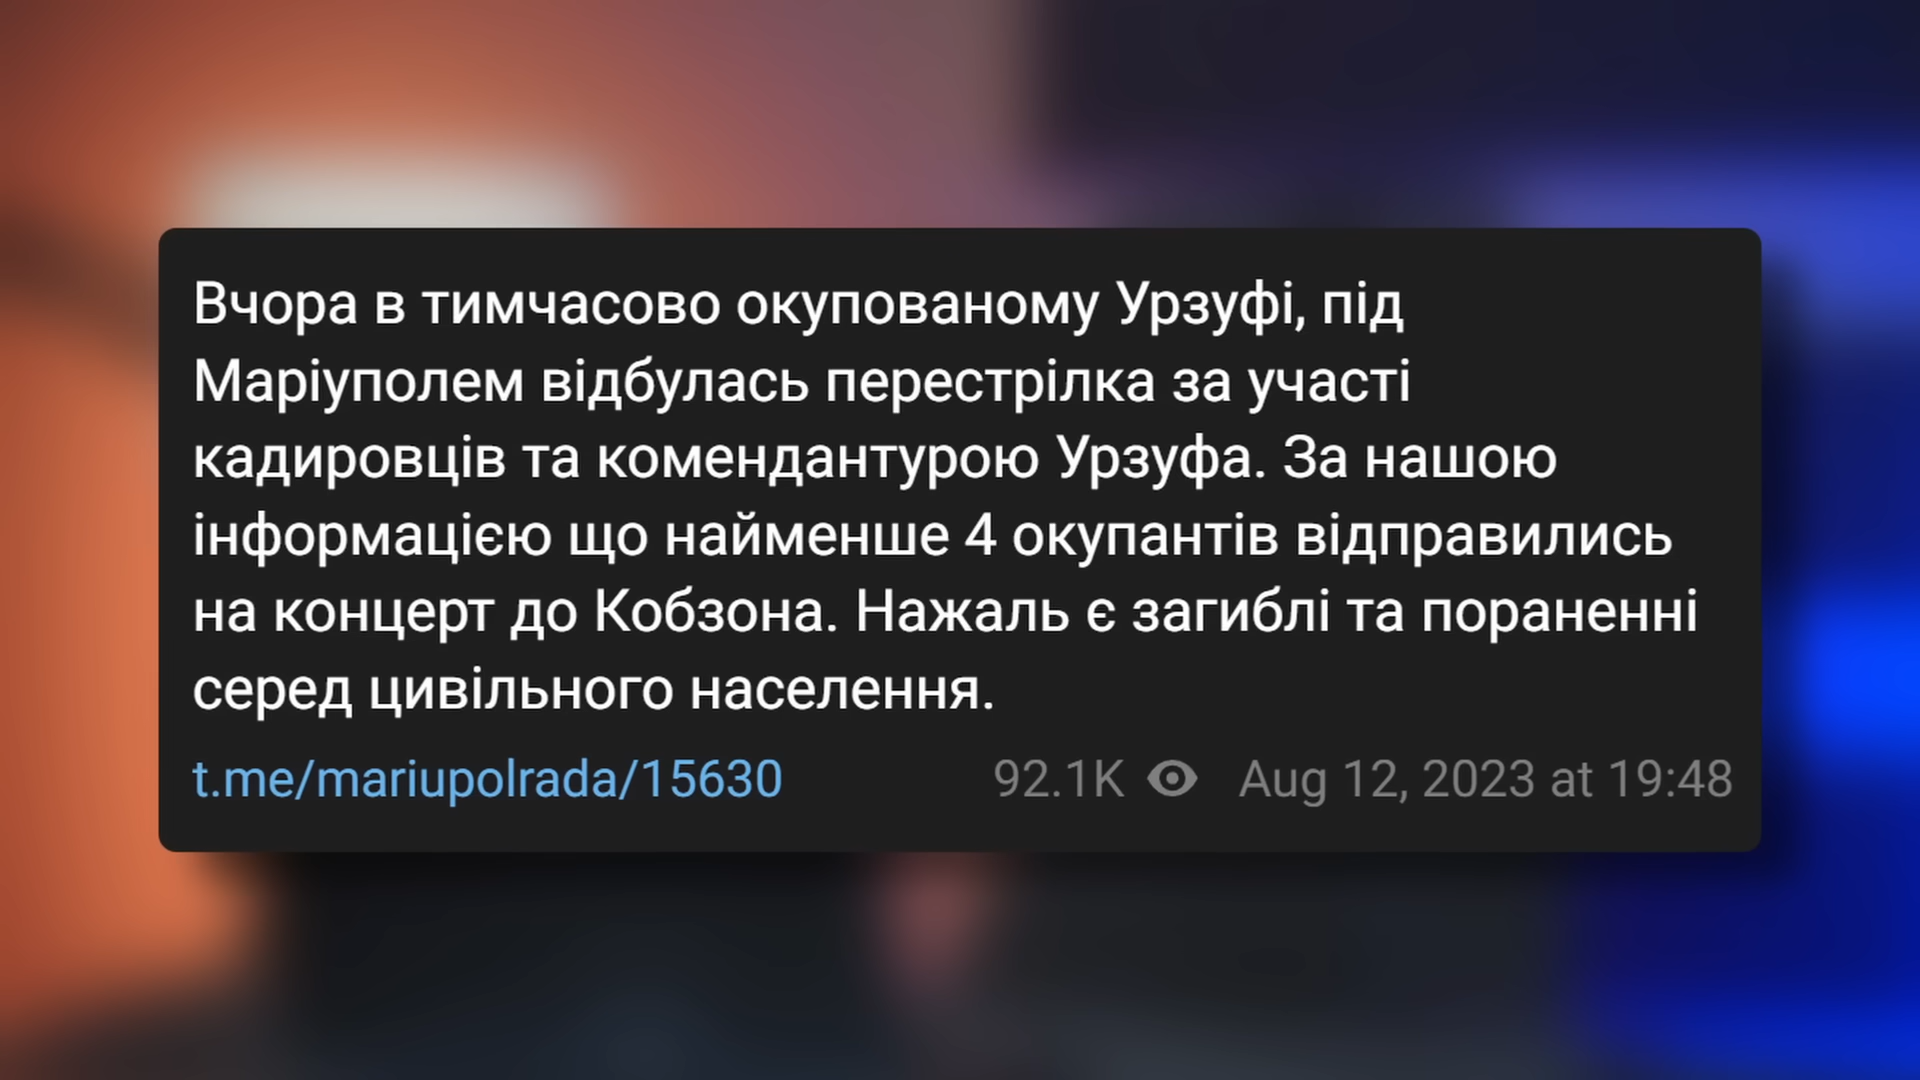 Вчора в тимчасово окупованому Урзуфі, під
Маріуполем відбулась перестрілка за участі
кадировців та комендантурою Урзуфа. За нашою
інформацією що найменше 4 окупантів відправились
на концерт до Кобзона. Нажаль є загиблі та пораненні
серед цивільного населення.
t.me/mariupolrada/15630 92.1K Aug 12, 2023 at 19:48